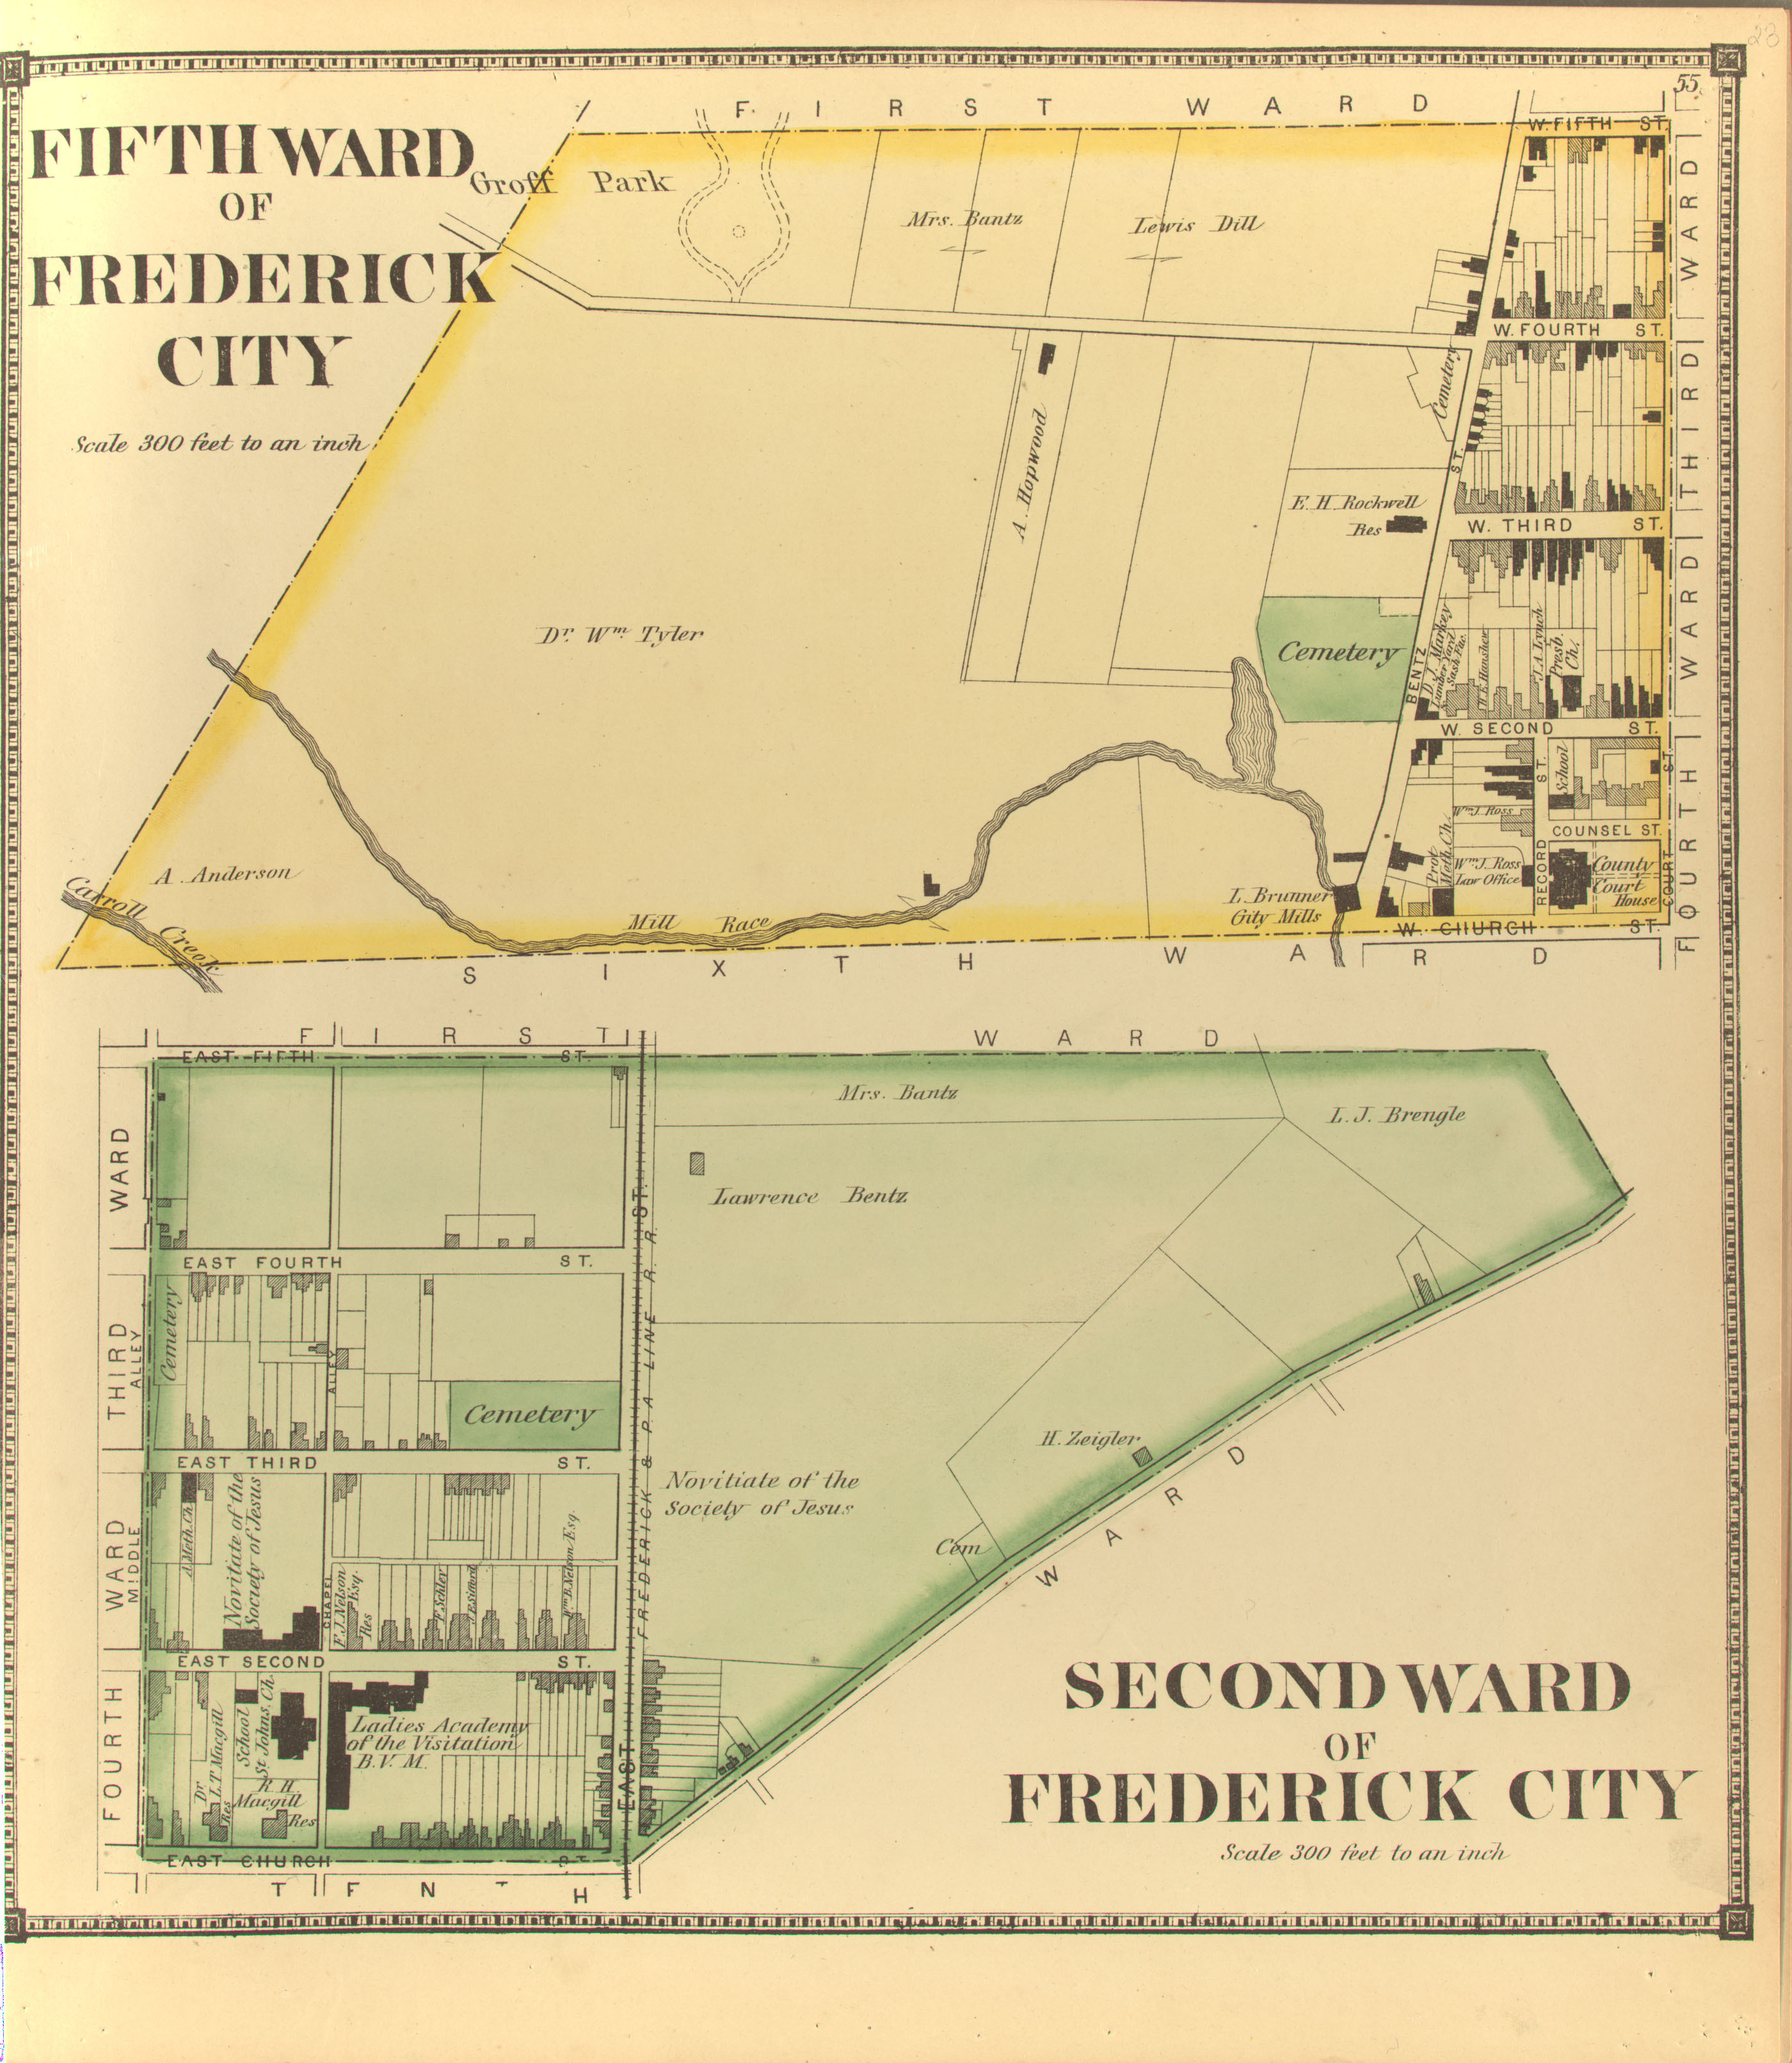 23
55
FIFTH WARD
OF
FREDERICK
CITY
Scale 300 feet to an inch
FIRST WARD
Groff Park
Mrs. Bantz
Lewis Dill
W. FIFTH ST.
W. FOURTH ST.
Cemetery
A. Hopwood
E. H. Rockwell
Res
ST.
W. THIRD ST.
THIRD WARD
Dr. Wm. Tyler
Cemetery
BENTZ
D. J. Markey
Lumber Yard
Sash Fac.
H. E. Hanshew
J. A. Lynch
Presb.
Ch.
W. SECOND ST.
School
ST.
ST.
Wm. J. Ross
COUNSEL ST.
Prot.
Meth. Ch.
Wm. J. Ross
Law Office
RECORD
County
Court
House
COURT
L. Brunner
City Mills
W. CHURCH ST.
FOURTH WARD
A. Anderson
Carroll Creek
Mill Race
SIXTH WARD
FIRST WARD
EAST FIFTH ST.
Mrs. Bantz
L. J. Brengle
Lawrence Bentz
WARD
EAST FOURTH ST.
ST.
Cemetery
THIRD
ALLEY
ALLEY
Cemetery
EAST THIRD ST.
FREDERICK & PA LINE R. R.
Novitiate of the
Society of Jesus
H. Zeigler
Cem
WARD
WARD
MIDDLE
A. Meth. Ch.
Novitiate of the
Society of Jesus
CHAPEL
F. J. Nelson
Esq.
Res
F. Schley
J. E. Sifford
Wm. B. Nelson Esq.
EAST SECOND ST.
FOURTH
Dr.
L. T. Macgill
Res
School
St. Johns. Ch.
R. H.
Macgill
Res
Ladies Academy
of the Visitation
B. V. M.
EAST
EAST CHURCH ST
T F N T H
SECOND WARD
OF
FREDERICK CITY
Scale 300 feet to an inch